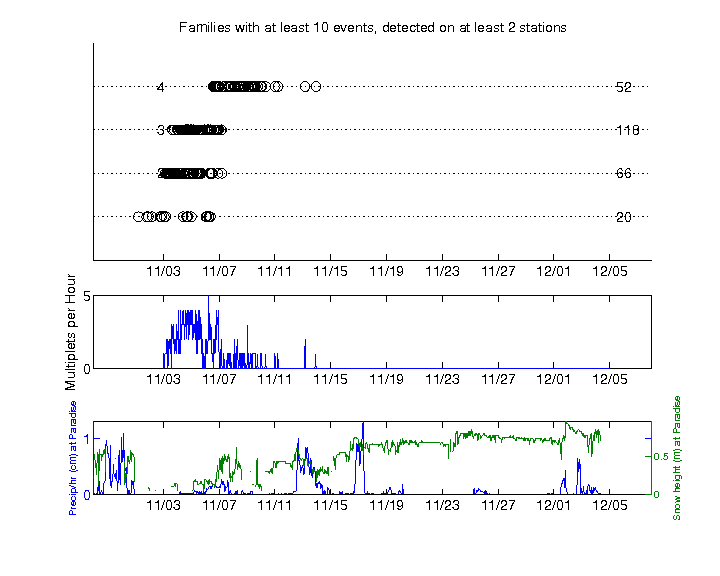 Families with at least 10 events, detected on at least 2 stations
4 52
3 118
2 66
20
11/03 11/07 11/11 11/15 11/19 11/23 11/27 12/01 12/05
Multiplets per Hour
5
0
11/03 11/07 11/11 11/15 11/19 11/23 11/27 12/01 12/05
Precip/hr (cm) at Paradise
1
0
Snow height (m) at Paradise
0.5
0
11/03 11/07 11/11 11/15 11/19 11/23 11/27 12/01 12/05